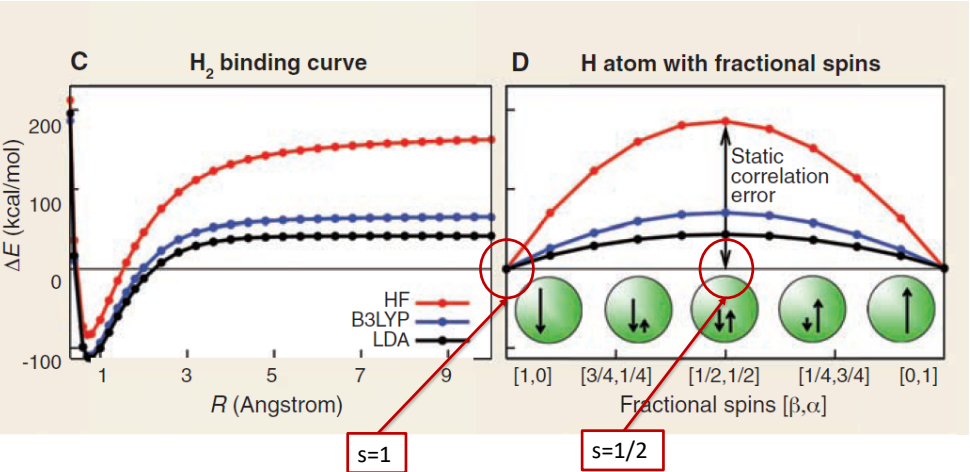 C H₂ binding curve
D H atom with fractional spins
ΔE (kcal/mol)
200
100
0
-100
HF
B3LYP
LDA
1 3 5 7 9
R (Angstrom)
Static
correlation
error
[1,0] [3/4,1/4] [1/2,1/2] [1/4,3/4] [0,1]
Fractional spins [β,α]
s=1
s=1/2